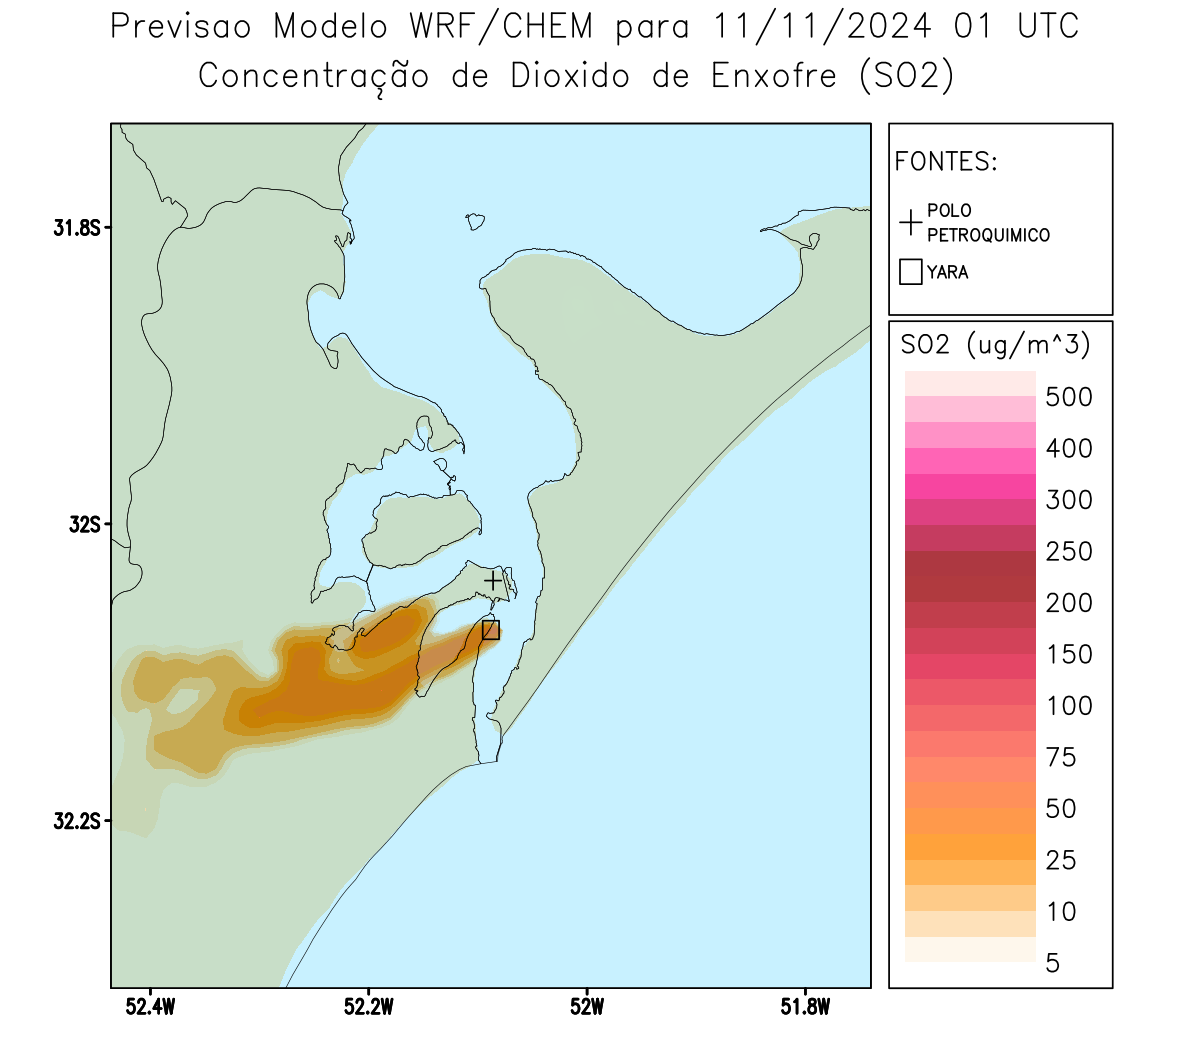 Previsao Modelo WRF/CHEM para 11/11/2024 01 UTC
Concentração de Dioxido de Enxofre (SO2)
FONTES:
POLO
PETROQUIMICO
YARA
SO2 (ug/m^3)
500
400
300
250
200
150
100
75
50
25
10
5
31.8S
32S
32.2S
52.4W
52.2W
52W
51.8W